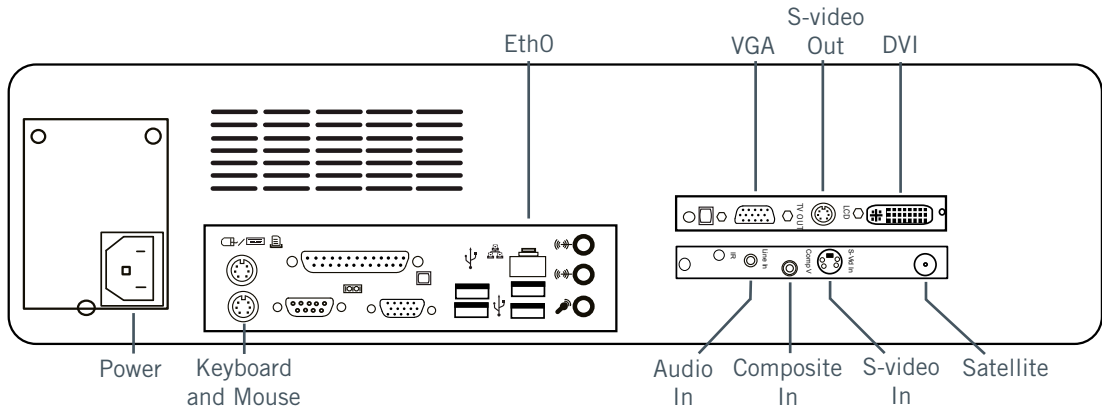 S-video
Out
Eth0
VGA
DVI
TV OUT
LCD
IR
Line In
Comp V
S-Vid In
Power
Keyboard
and Mouse
Audio
In
Composite
In
S-video
In
Satellite